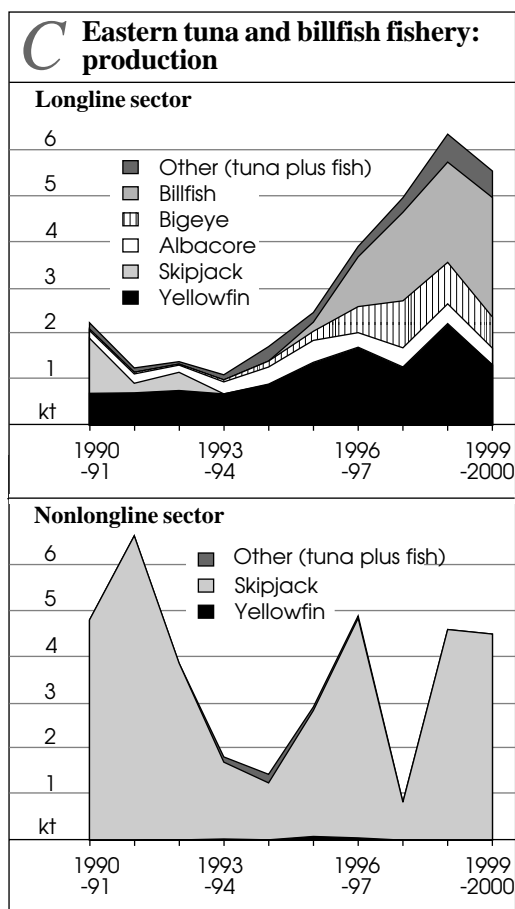 C Eastern tuna and billfish fishery:
production
Longline sector
6
5
4
3
2
1
kt
Other (tuna plus fish)
Billfish
Bigeye
Albacore
Skipjack
Yellowfin
1990 1993 1996 1999
-91 -94 -97 -2000
Nonlongline sector
6
5
4
3
2
1
kt
Other (tuna plus fish)
Skipjack
Yellowfin
1990 1993 1996 1999
-91 -94 -97 -2000